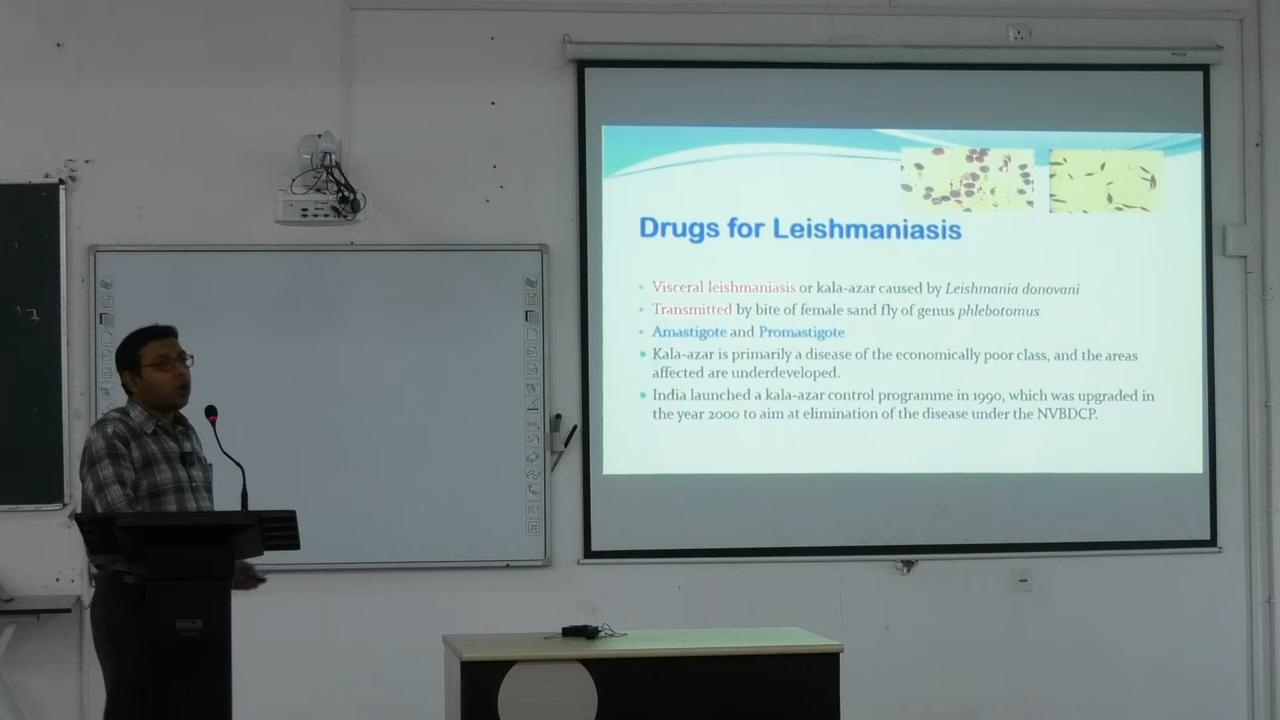 Drugs for Leishmaniasis
Visceral leishmaniasis or kala-azar caused by Leishmania donovani
Transmitted by bite of female sand fly of genus phlebotomus
Amastigote and Promastigote
Kala-azar is primarily a disease of the economically poor class, and the areas
affected are underdeveloped.
India launched a kala-azar control programme in 1990, which was upgraded in
the year 2000 to aim at elimination of the disease under the NVBDCP.